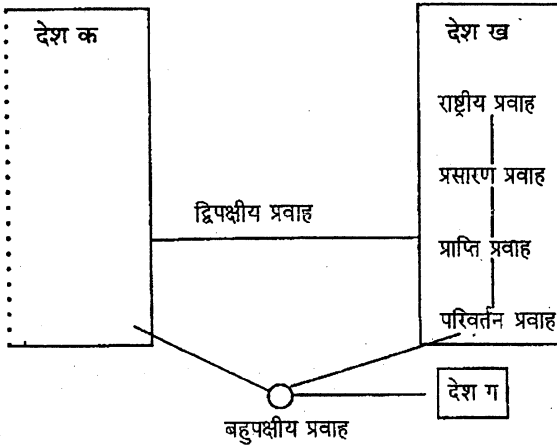 देश क
देश ख
राष्ट्रीय प्रवाह
प्रसारण प्रवाह
द्विपक्षीय प्रवाह
प्राप्ति प्रवाह
परिवर्तन प्रवाह
देश ग
बहुपक्षीय प्रवाह